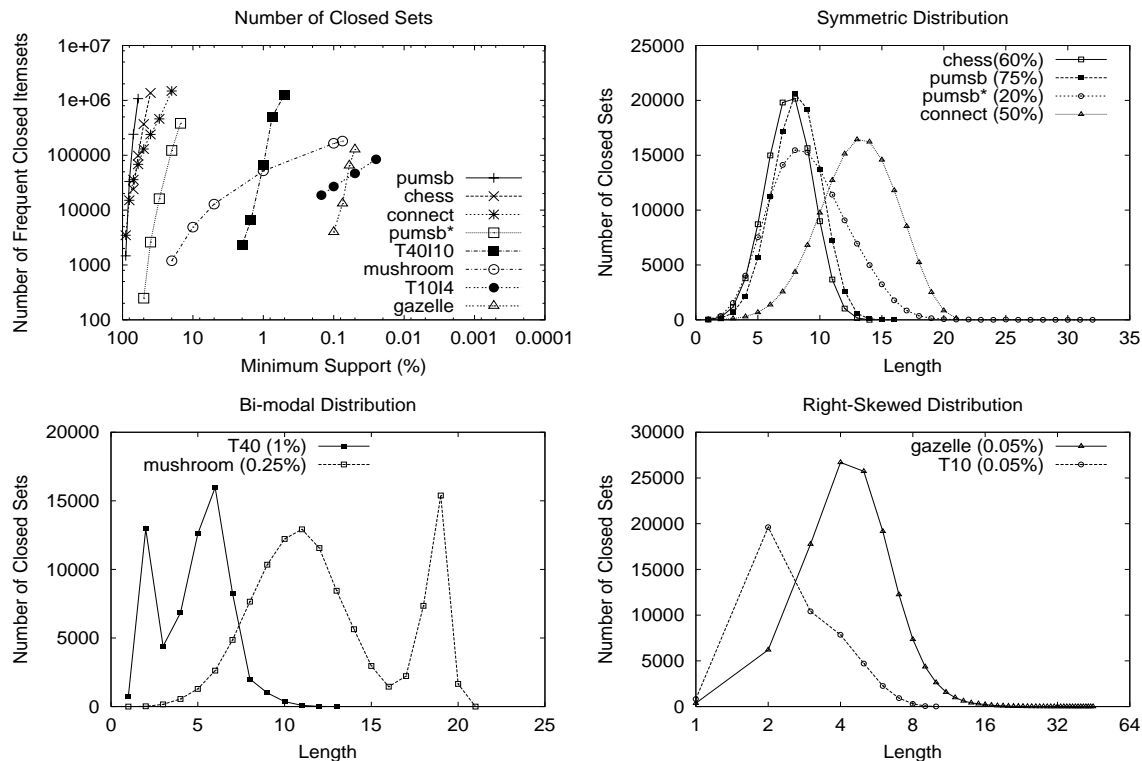 Number of Closed Sets
Number of Frequent Closed Itemsets
1e+07
1e+06
100000
10000
1000
100
100
10
1
0.1
0.01
0.001
0.0001
Minimum Support (%)
pumsb
chess
connect
pumsb*
T40I10
mushroom
T10I4
gazelle
Symmetric Distribution
Number of Closed Sets
25000
20000
15000
10000
5000
0
0
5
10
15
20
25
30
35
Length
chess(60%)
pumsb (75%)
pumsb* (20%)
connect (50%)
Bi-modal Distribution
Number of Closed Sets
20000
15000
10000
5000
0
0
5
10
15
20
25
Length
T40 (1%)
mushroom (0.25%)
Right-Skewed Distribution
Number of Closed Sets
30000
25000
20000
15000
10000
5000
0
1
2
4
8
16
32
64
Length
gazelle (0.05%)
T10 (0.05%)